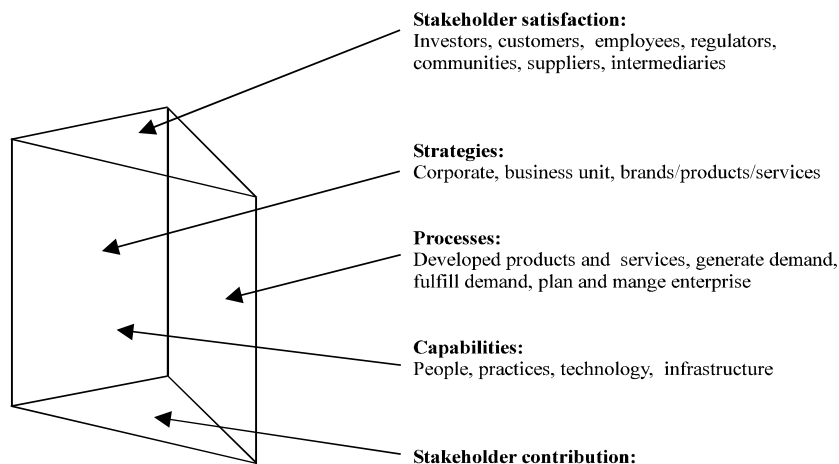 Stakeholder satisfaction:
Investors, customers, employees, regulators,
communities, suppliers, intermediaries
Strategies:
Corporate, business unit, brands/products/services
Processes:
Developed products and services, generate demand,
fulfill demand, plan and mange enterprise
Capabilities:
People, practices, technology, infrastructure
Stakeholder contribution: